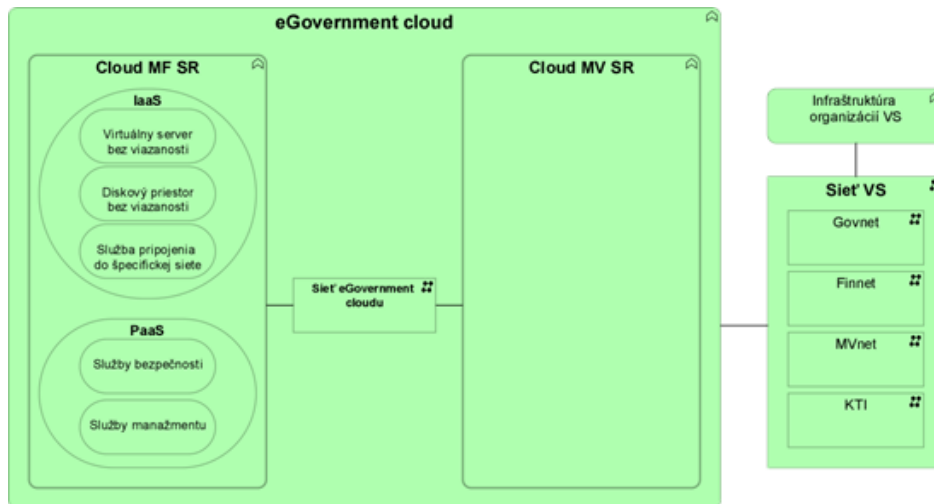 eGovernment cloud
Cloud MF SR
IaaS
Virtuálny server
bez viazanosti
Diskový priestor
bez viazanosti
Služba pripojenia
do špecifickej siete
PaaS
Služby bezpečnosti
Služby manažmentu
Sieť eGovernment
cloudu
Cloud MV SR
Infraštruktúra
organizácií VS
Sieť VS
Govnet
Finnet
MVnet
KTI